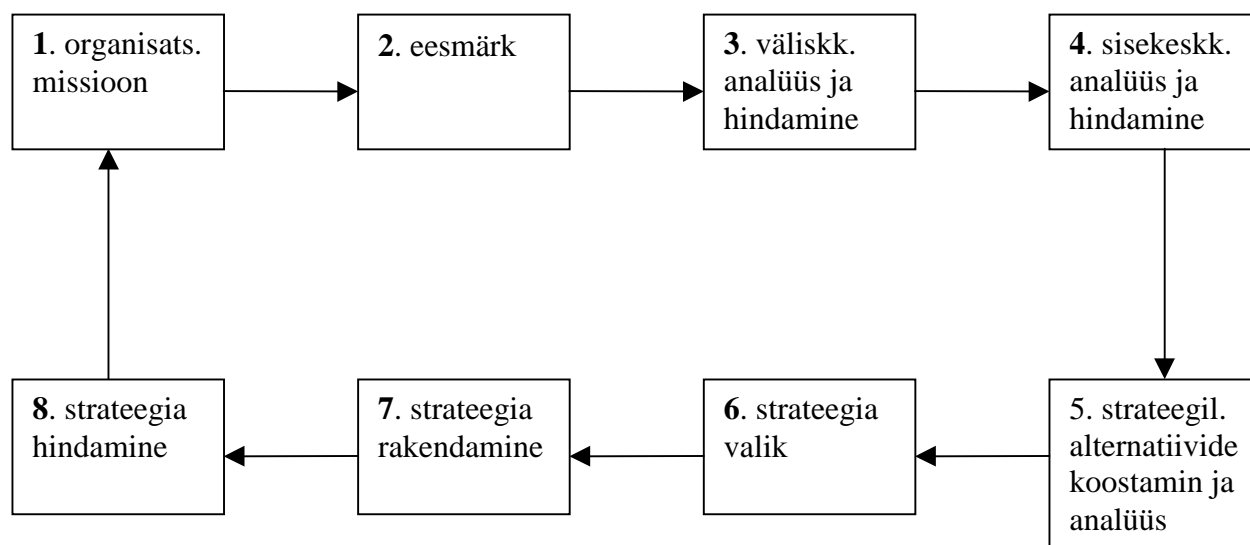 1. organisats.
missioon
2. eesmärk
3. väliskk.
analüüs ja
hindamine
4. sisekeskk.
analüüs ja
hindamine
5. strateegil.
alternatiivide
koostamin ja
analüüs
6. strateegia
valik
7. strateegia
rakendamine
8. strateegia
hindamine